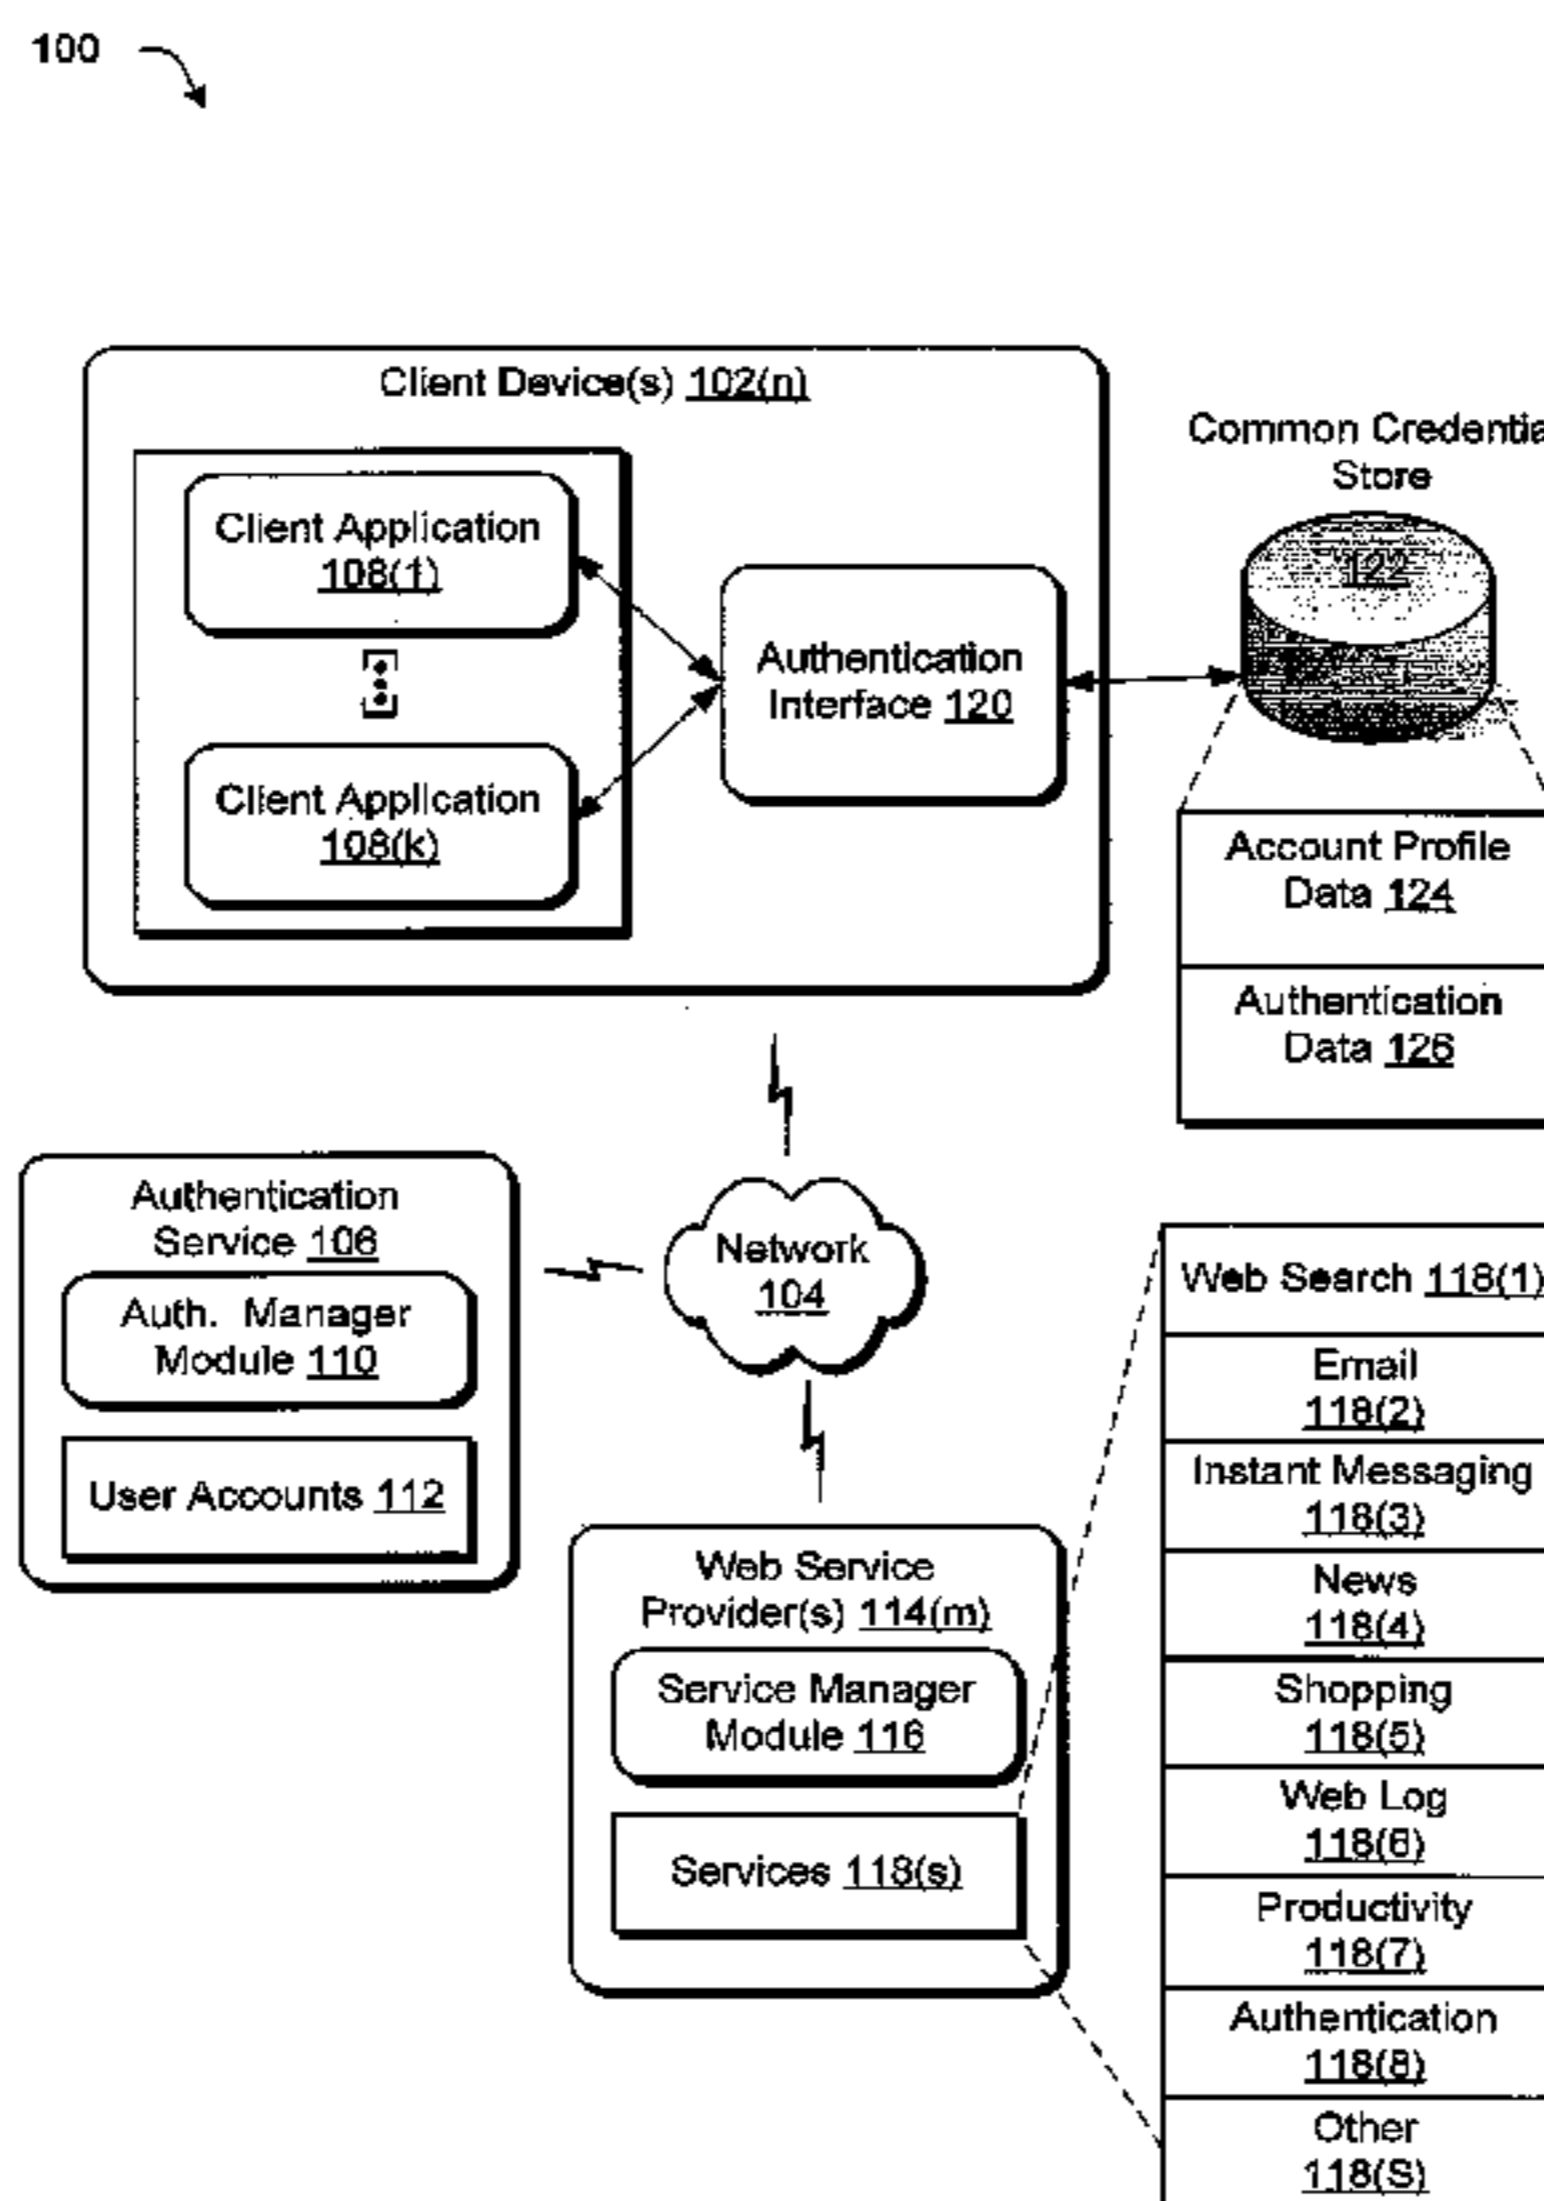 100
Client Device(s) 102(n)
Client Application
108(1)
Client Application
108(k)
Authentication
Interface 120
Common Credentia
Store
122
Account Profile
Data 124
Authentication
Data 126
Authentication
Service 106
Auth. Manager
Module 110
User Accounts 112
Network
104
Web Service
Provider(s) 114(m)
Service Manager
Module 116
Services 118(s)
Web Search 118(1)
Email
118(2)
Instant Messaging
118(3)
News
118(4)
Shopping
118(5)
Web Log
118(6)
Productivity
118(7)
Authentication
118(8)
Other
118(S)